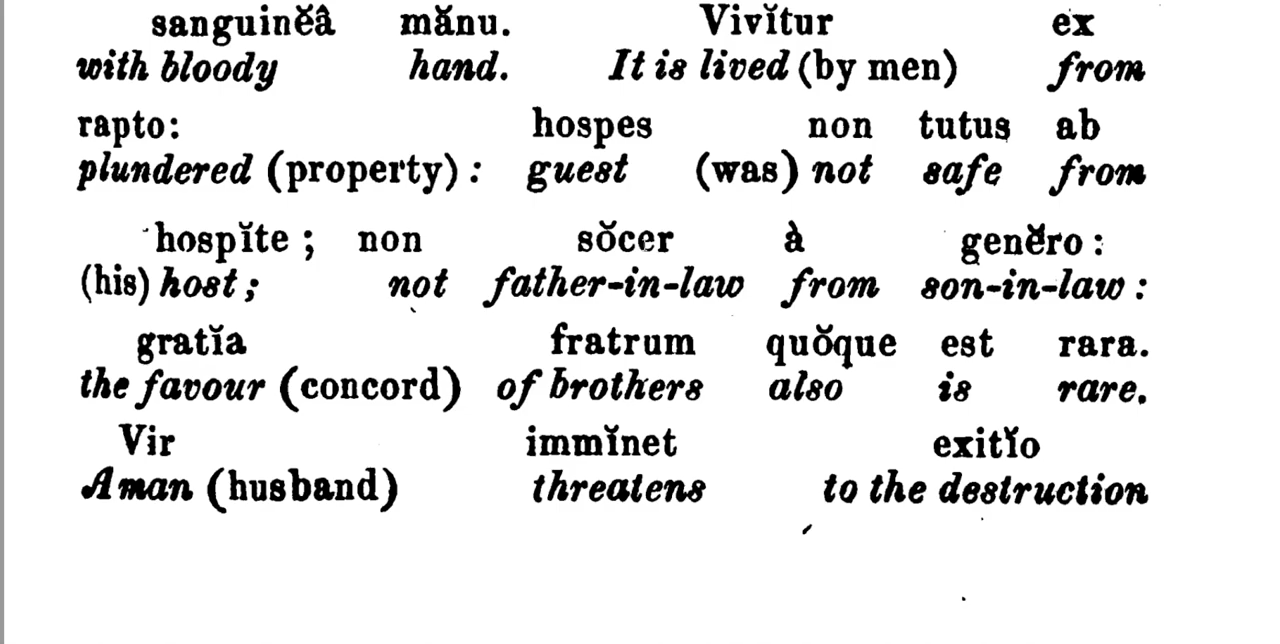 sanguinĕâ mănu. Vivĭtur ex
with bloody hand. It is lived (by men) from
rapto: hospes non tutus ab
plundered (property): guest (was) not safe from
hospĭte; non sŏcer à genĕro:
(his) host; not father-in-law from son-in-law:
gratĭa fratrum quŏque est rara.
the favour (concord) of brothers also is rare.
Vir immĭnet exitĭo
A man (husband) threatens to the destruction